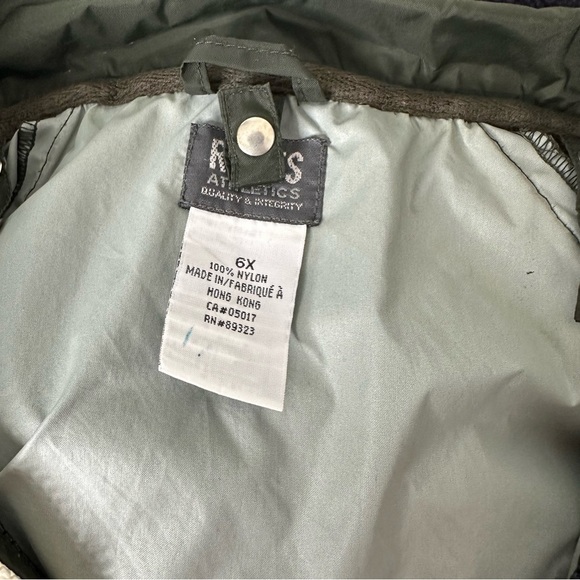 ATHLETICS
QUALITY & INTEGRITY
6X
100% NYLON
MADE IN/FABRIQUÉ À
HONG KONG
CA#05017
RN#89323